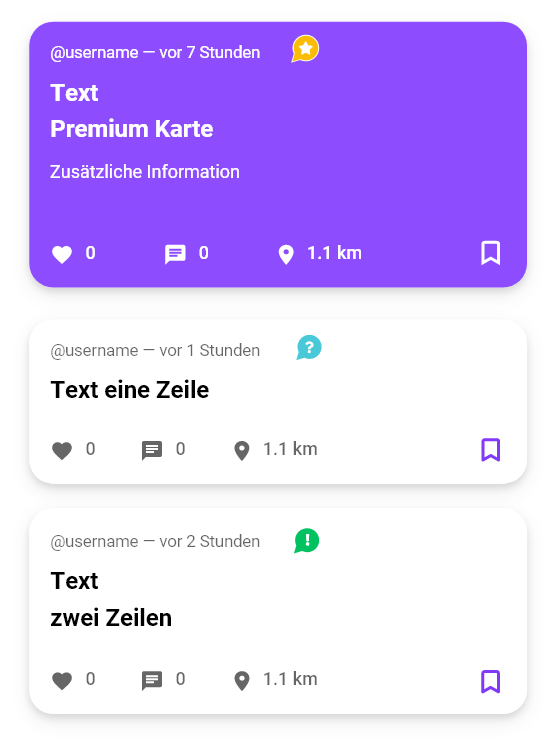 @username — vor 7 Stunden
Text
Premium Karte
Zusätzliche Information
0 0 1.1 km
@username — vor 1 Stunden ?
Text eine Zeile
0 0 1.1 km
@username — vor 2 Stunden !
Text
zwei Zeilen
0 0 1.1 km